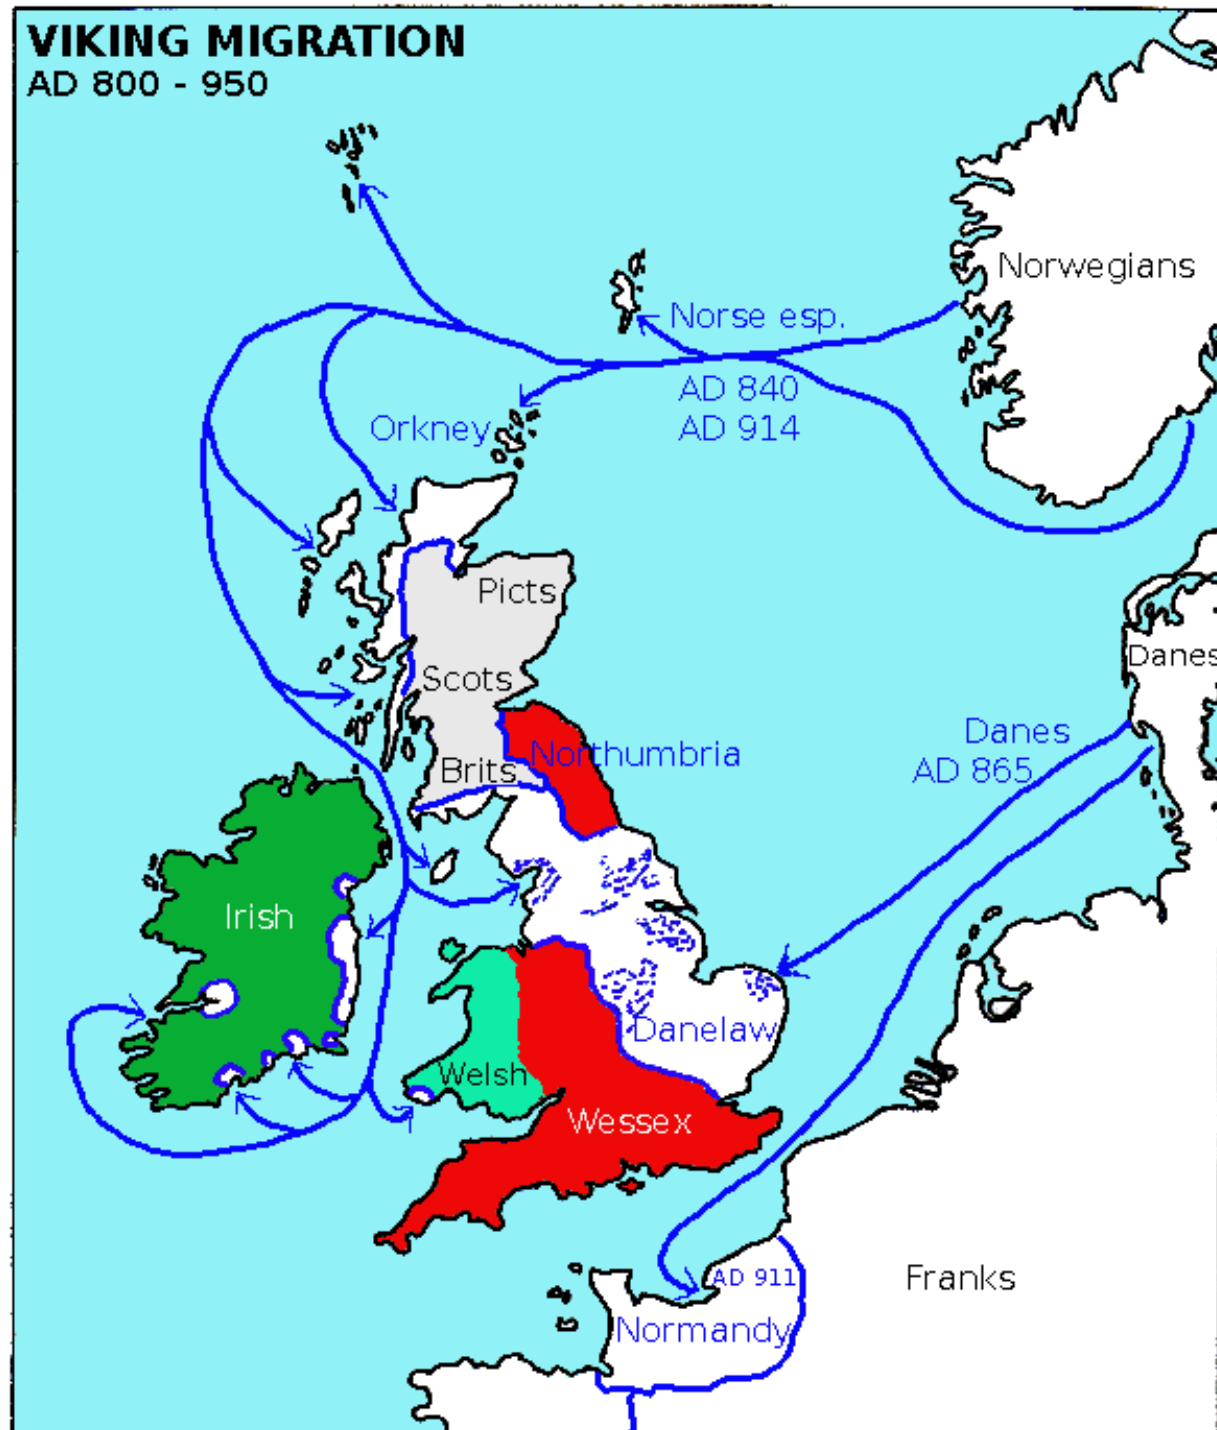 VIKING MIGRATION
AD 800 - 950
Norwegians
Norse esp.
AD 840
AD 914
Orkney
Picts
Danes
Scots
Danes
AD 865
Northumbria
Brits
Irish
Danelaw
Welsh
Wessex
AD 911
Franks
Normandy